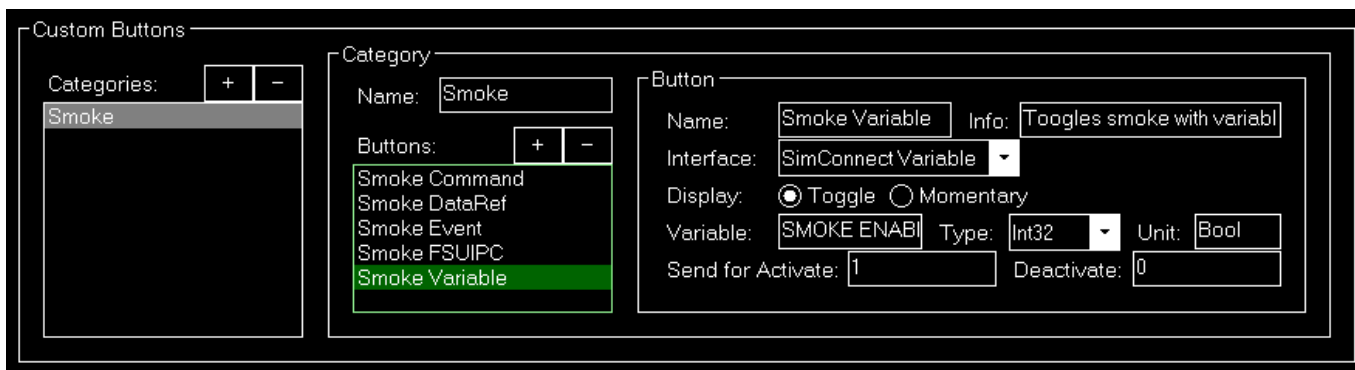 Custom Buttons
Categories: + -
Smoke
Category
Name: Smoke
Buttons: + -
Smoke Command
Smoke DataRef
Smoke Event
Smoke FSUIPC
Smoke Variable
Button
Name: Smoke Variable Info: Toogles smoke with variabl
Interface: SimConnect Variable
Display: Toggle Momentary
Variable: SMOKE ENABl Type: Int32 Unit: Bool
Send for Activate: 1 Deactivate: 0